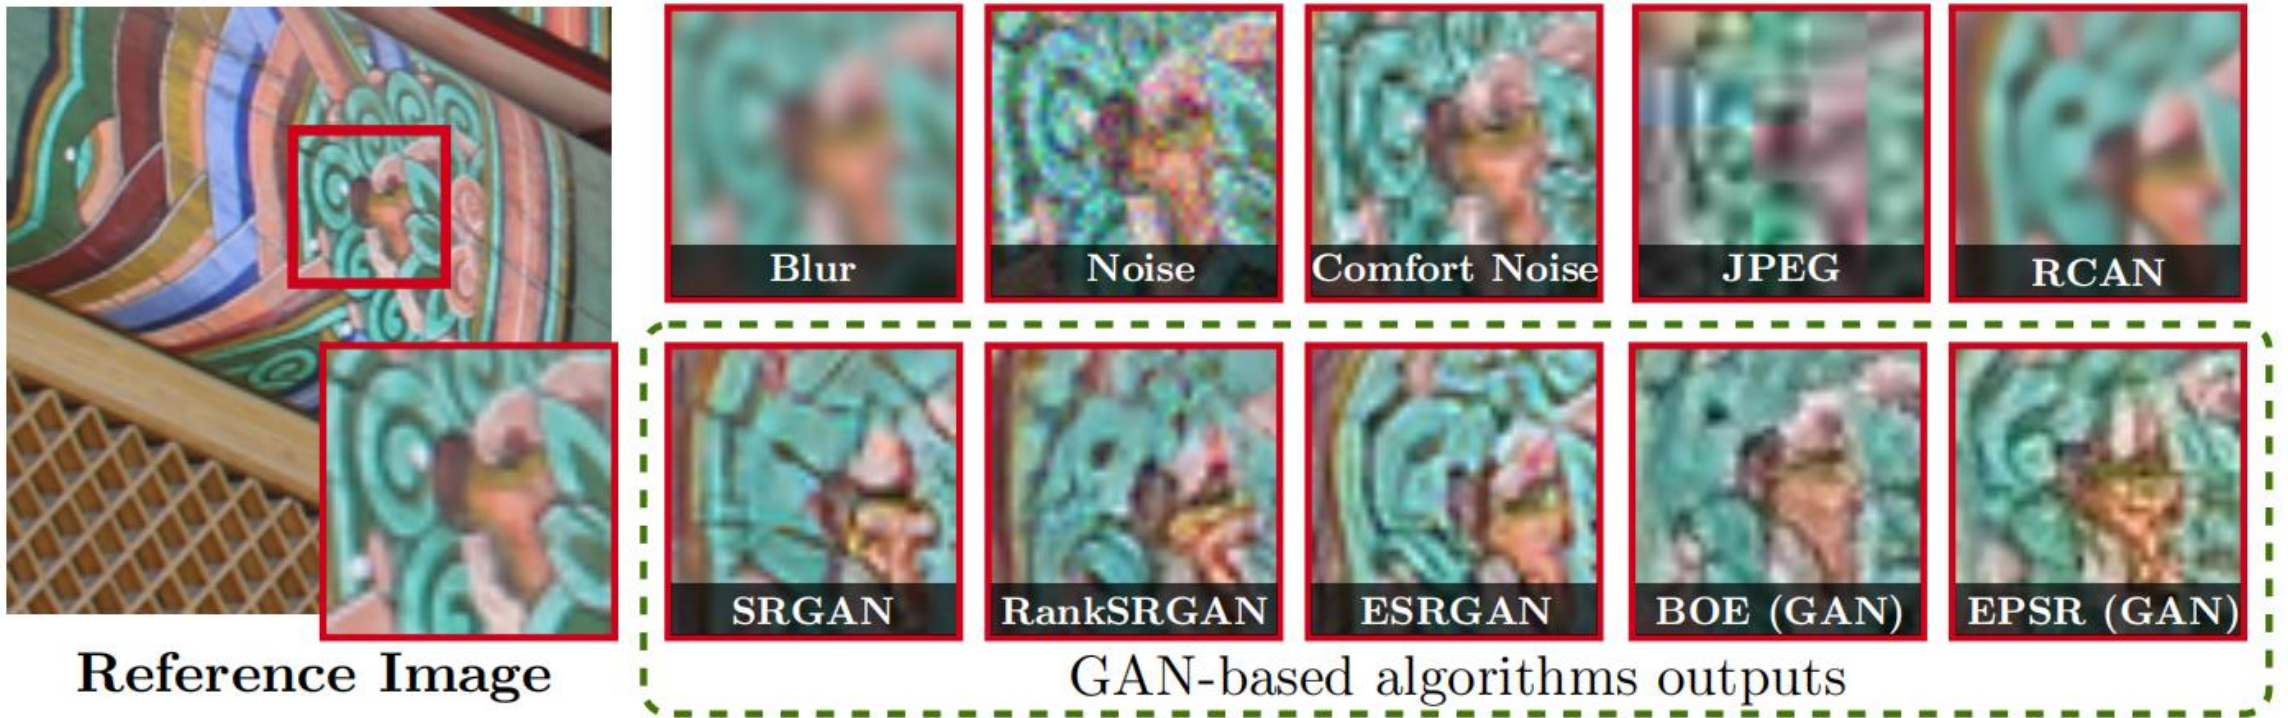 Blur
Noise
Comfort Noise
JPEG
RCAN
SRGAN
RankSRGAN
ESRGAN
BOE (GAN)
EPSR (GAN)
Reference Image
GAN-based algorithms outputs